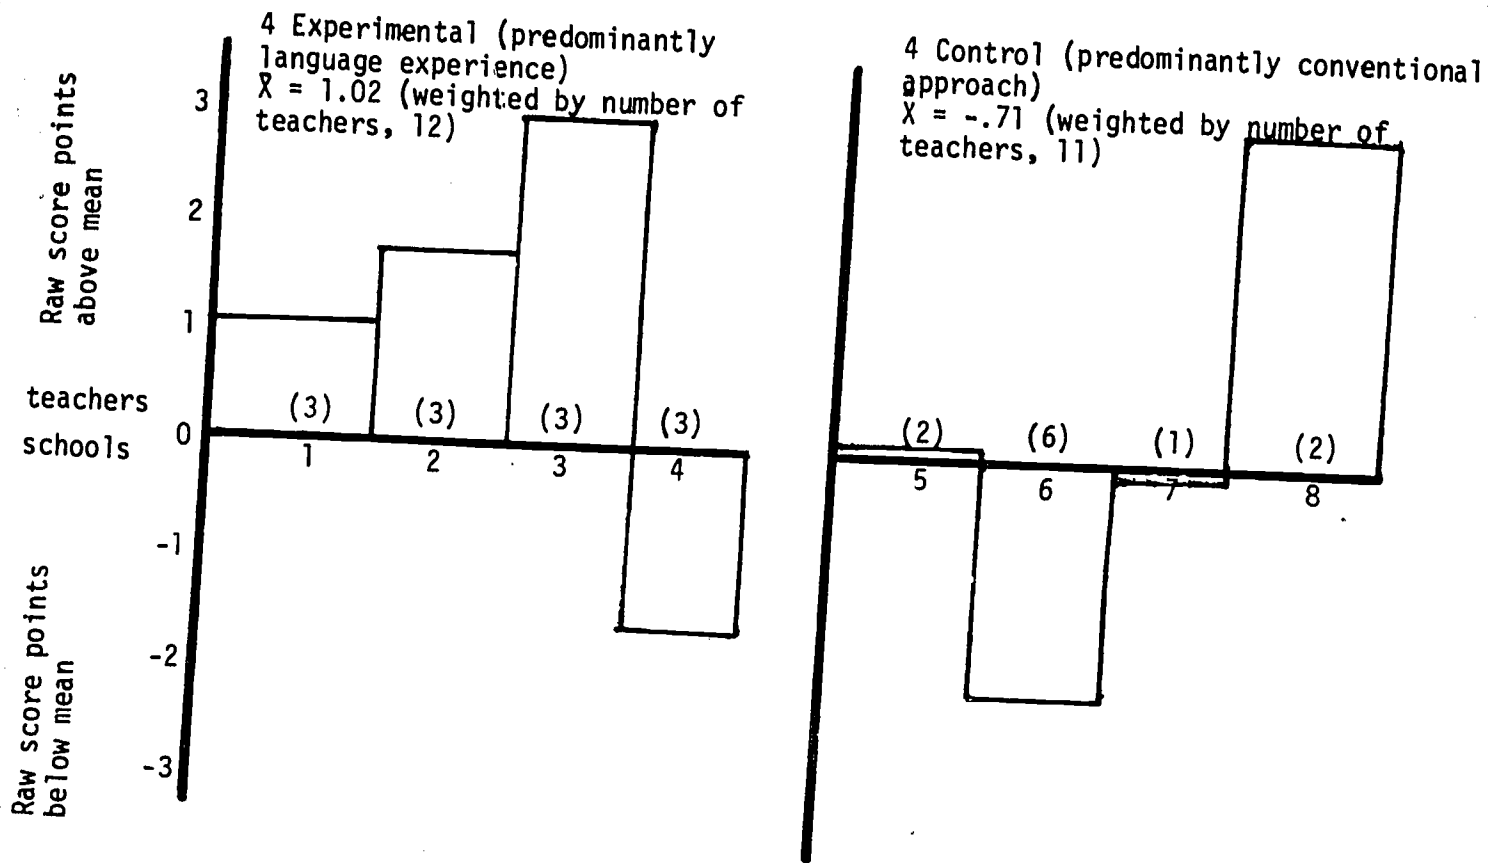 4 Experimental (predominantly
language experience)
X̄ = 1.02 (weighted by number of
teachers, 12)
4 Control (predominantly conventional
approach)
X = -.71 (weighted by number of
teachers, 11)
Raw score points
above mean
3
2
1
teachers
(3)
(3)
(3)
(3)
(2)
(6)
(1)
(2)
0
schools
1
2
3
4
5
6
7
8
-1
-2
-3
Raw score points
below mean